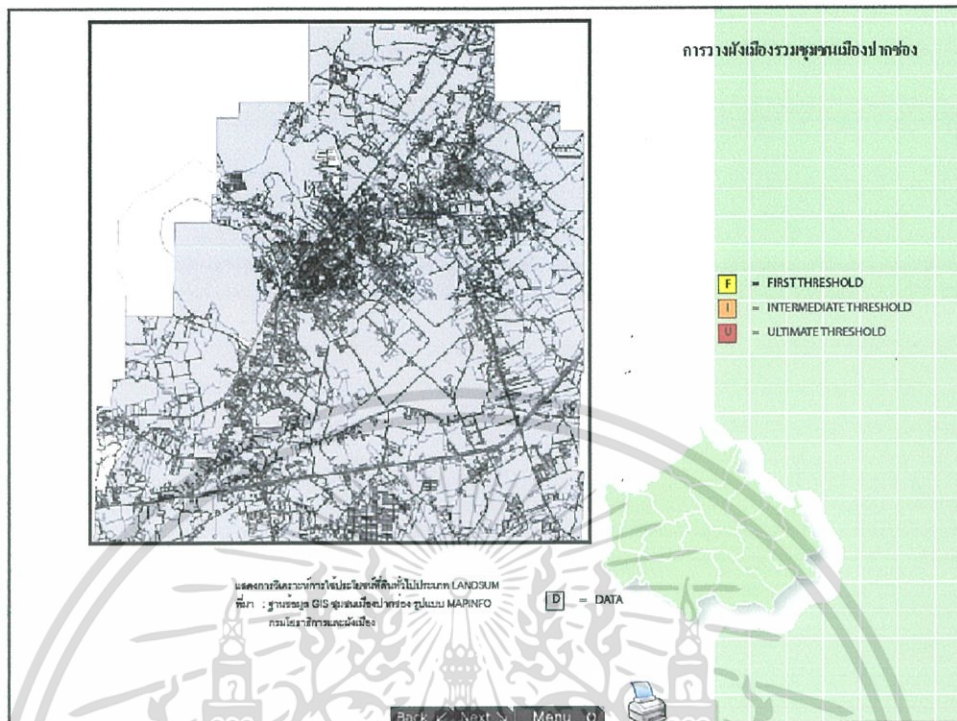 การวางผังเมืองรวมชุมชนเมืองปากช่อง
F = FIRST THRESHOLD
I = INTERMEDIATE THRESHOLD
U = ULTIMATE THRESHOLD
แสดงการวิเคราะห์การใช้ประโยชน์ที่ดินทั่วไปประเภท LANDSUM
ที่มา : ฐานข้อมูล GIS ชุมชนเมืองปากช่อง รูปแบบ MAPINFO
กรมโยธาธิการและผังเมือง
D = DATA
Back Next Menu